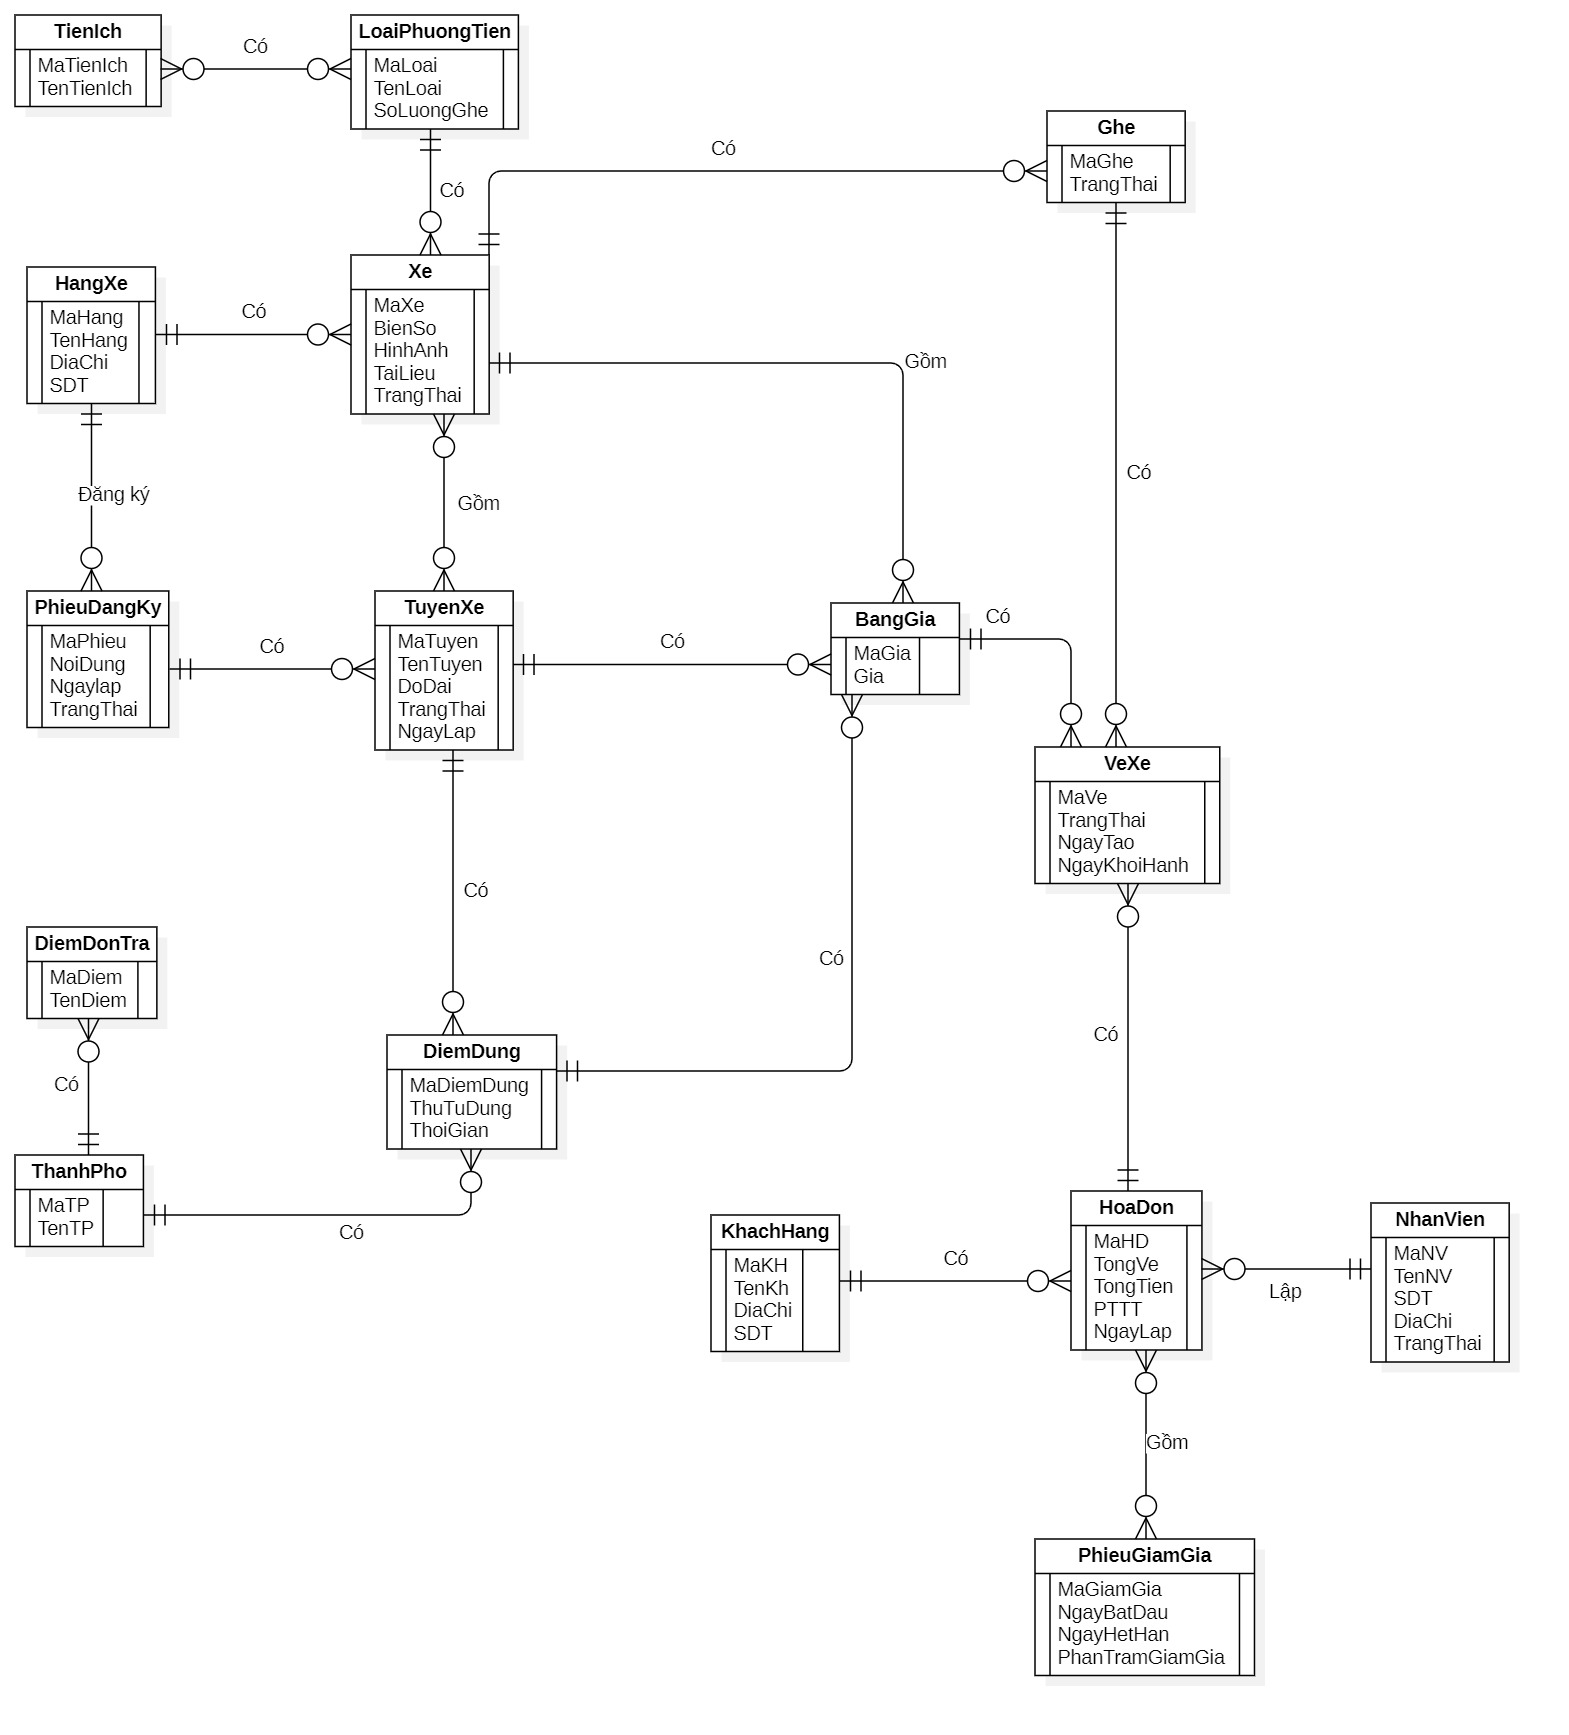 TienIch
MaTienIch
TenTienIch
Có
LoaiPhuongTien
MaLoai
TenLoai
SoLuongGhe
Có
Có
Ghe
MaGhe
TrangThai
HangXe
MaHang
TenHang
DiaChi
SDT
Có
Xe
MaXe
BienSo
HinhAnh
TaiLieu
TrangThai
Gồm
Có
Đăng ký
Gồm
PhieuDangKy
MaPhieu
NoiDung
Ngaylap
TrangThai
Có
TuyenXe
MaTuyen
TenTuyen
DoDai
TrangThai
NgayLap
Có
BangGia
MaGia
Gia
Có
VeXe
MaVe
TrangThai
NgayTao
NgayKhoiHanh
Có
DiemDonTra
MaDiem
TenDiem
Có
Có
DiemDung
MaDiemDung
ThuTuDung
ThoiGian
Có
Có
ThanhPho
MaTP
TenTP
Có
KhachHang
MaKH
TenKh
DiaChi
SDT
Có
HoaDon
MaHD
TongVe
TongTien
PTTT
NgayLap
Lập
NhanVien
MaNV
TenNV
SDT
DiaChi
TrangThai
Gồm
PhieuGiamGia
MaGiamGia
NgayBatDau
NgayHetHan
PhanTramGiamGia